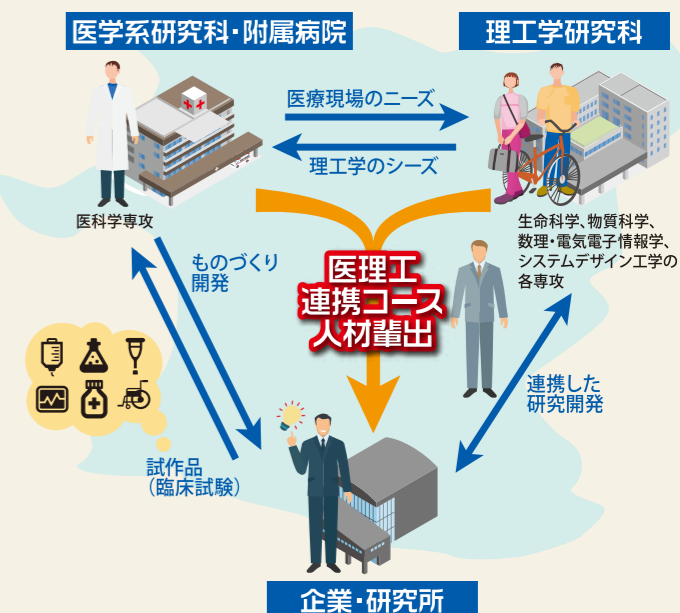 医学系研究科・附属病院
理工学研究科
医療現場のニーズ
理工学のシーズ
医科学専攻
生命科学、物質科学、
数理・電気電子情報学、
システムデザイン工学の
各専攻
ものづくり
開発
医理工
連携コース
人材輩出
連携した
研究開発
試作品
（臨床試験）
企業・研究所